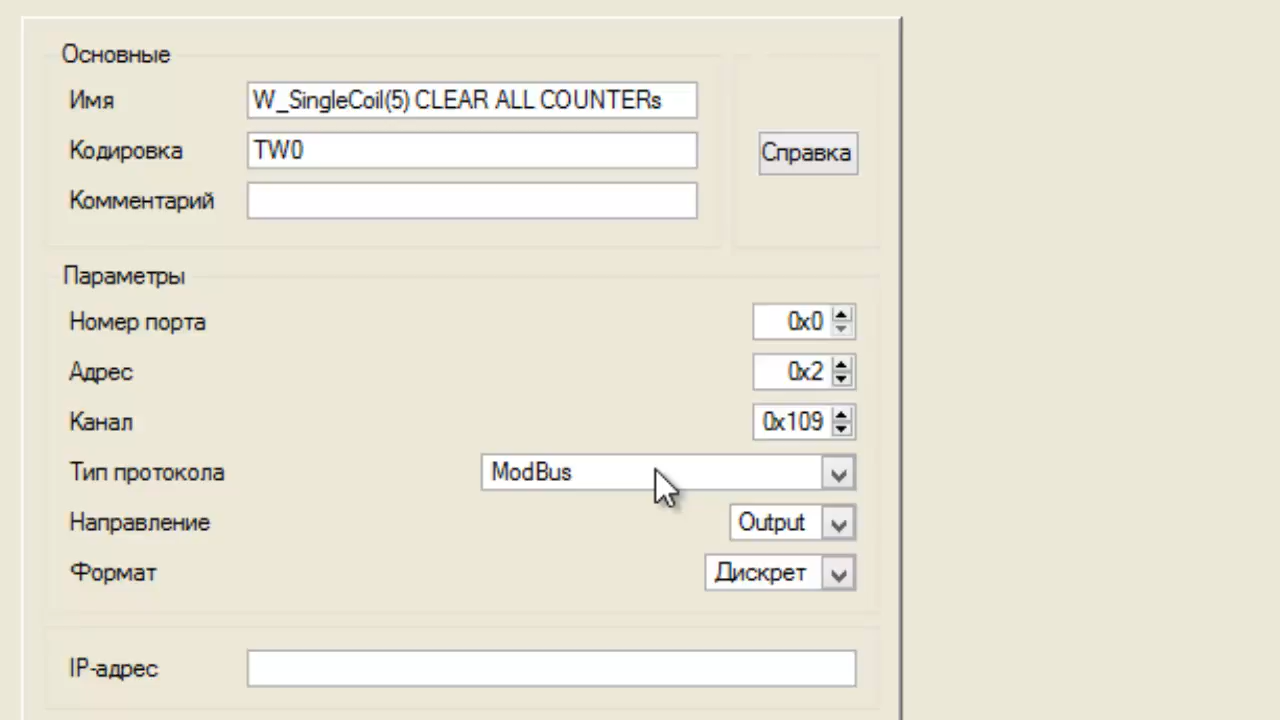 Основные
Имя W_SingleCoil(5) CLEAR ALL COUNTERs
Кодировка TW0
Справка
Комментарий
Параметры
Номер порта 0x0
Адрес 0x2
Канал 0x109
Тип протокола ModBus
Направление Output
Формат Дискрет
IP-адрес